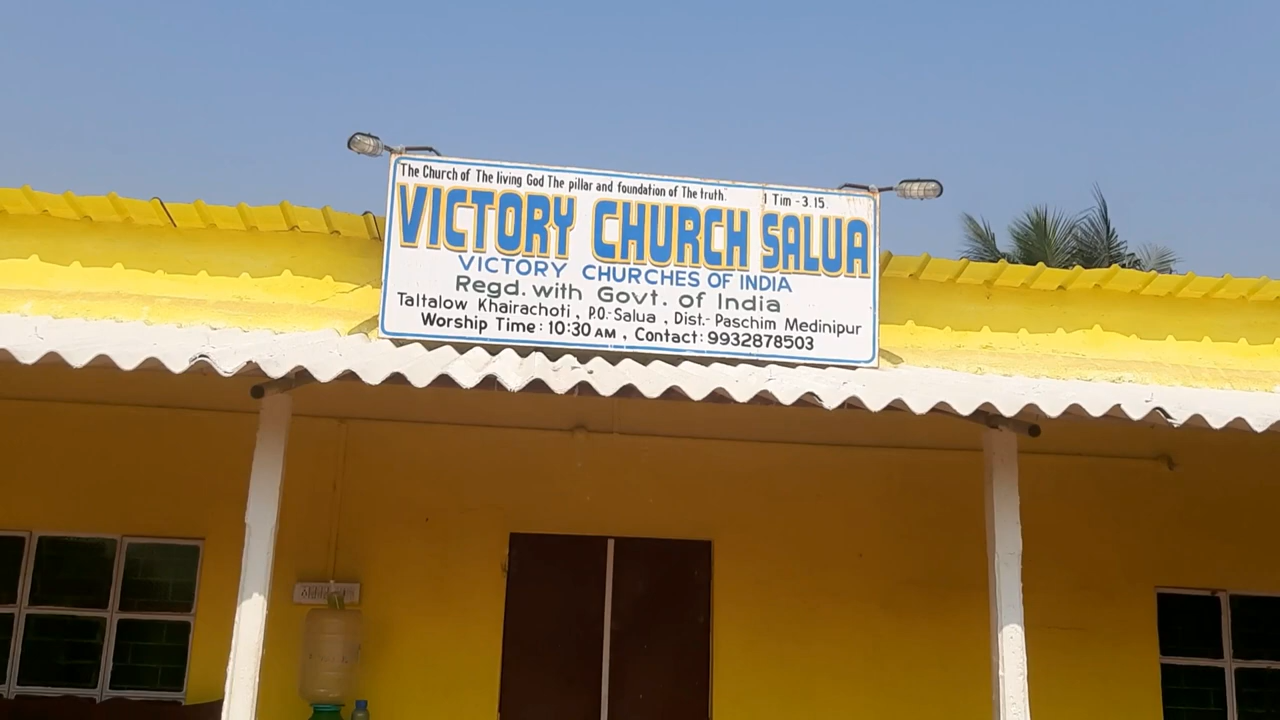 The Church of The living God The pillar and foundation of The truth. 1 Tim - 3.15.
VICTORY CHURCH SALUA
VICTORY CHURCHES OF INDIA
Regd. with Govt. of India
Taltalow Khairachoti, P.O.-Salua, Dist.- Paschim Medinipur
Worship Time: 10:30 AM, Contact: 9932878503